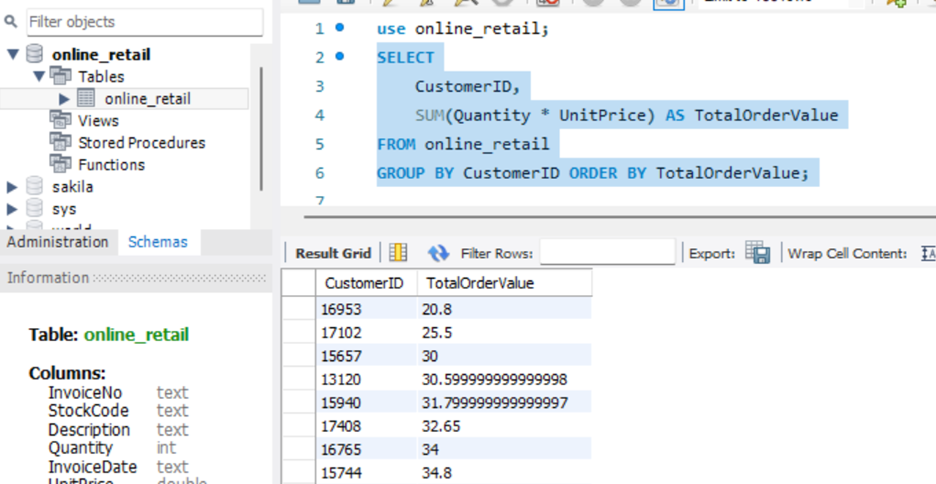 Filter objects
online_retail
Tables
online_retail
Views
Stored Procedures
Functions
sakila
sys
world
Administration Schemas
Information
Table: online_retail
Columns:
InvoiceNo text
StockCode text
Description text
Quantity int
InvoiceDate text
UnitPrice double
1 use online_retail;
2 SELECT
3 CustomerID,
4 SUM(Quantity * UnitPrice) AS TotalOrderValue
5 FROM online_retail
6 GROUP BY CustomerID ORDER BY TotalOrderValue;
7
Result Grid Filter Rows: Export: Wrap Cell Content:
CustomerID TotalOrderValue
16953 20.8
17102 25.5
15657 30
13120 30.599999999999998
15940 31.799999999999997
17408 32.65
16765 34
15744 34.8